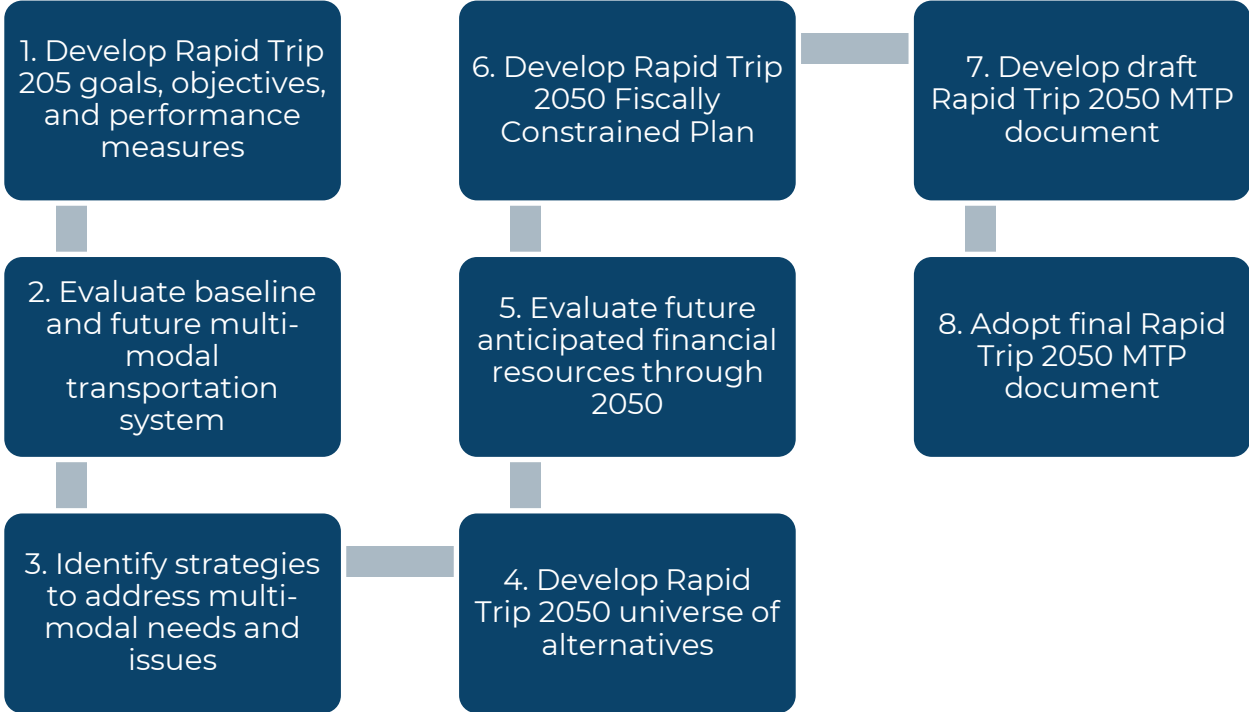 1. Develop Rapid Trip
205 goals, objectives,
and performance
measures
2. Evaluate baseline
and future multi-
modal
transportation
system
3. Identify strategies
to address multi-
modal needs and
issues
4. Develop Rapid
Trip 2050 universe of
alternatives
5. Evaluate future
anticipated financial
resources through
2050
6. Develop Rapid Trip
2050 Fiscally
Constrained Plan
7. Develop draft
Rapid Trip 2050 MTP
document
8. Adopt final Rapid
Trip 2050 MTP
document